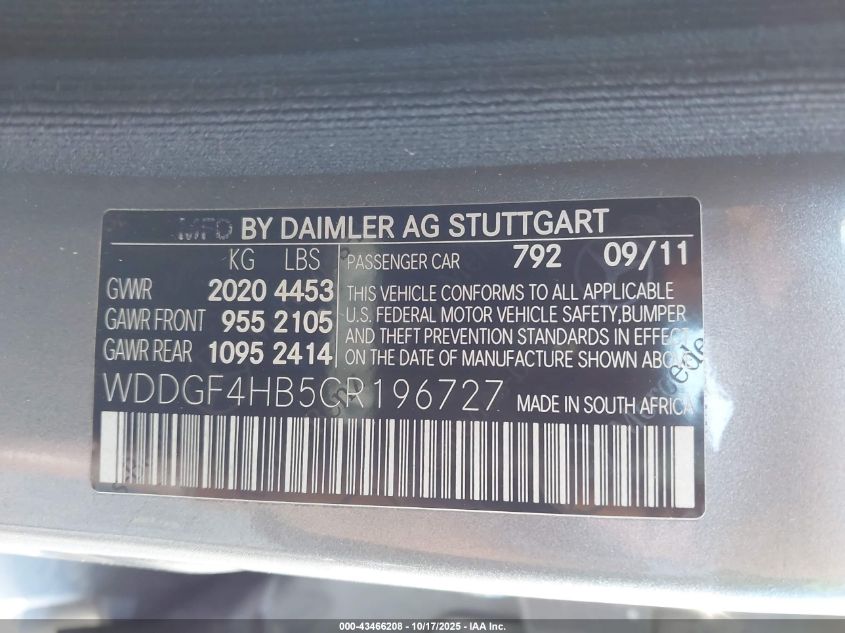 MFD BY DAIMLER AG STUTTGART
KG LBS PASSENGER CAR 792 09/11
GVWR 2020 4453 THIS VEHICLE CONFORMS TO ALL APPLICABLE
U.S. FEDERAL MOTOR VEHICLE SAFETY,BUMPER
GAWR FRONT 955 2105 AND THEFT PREVENTION STANDARDS IN EFFECT
GAWR REAR 1095 2414 ON THE DATE OF MANUFACTURE SHOWN ABOVE
WDDGF4HB5CR196727 MADE IN SOUTH AFRICA
000-43466208 - 10/17/2025 - IAA Inc.